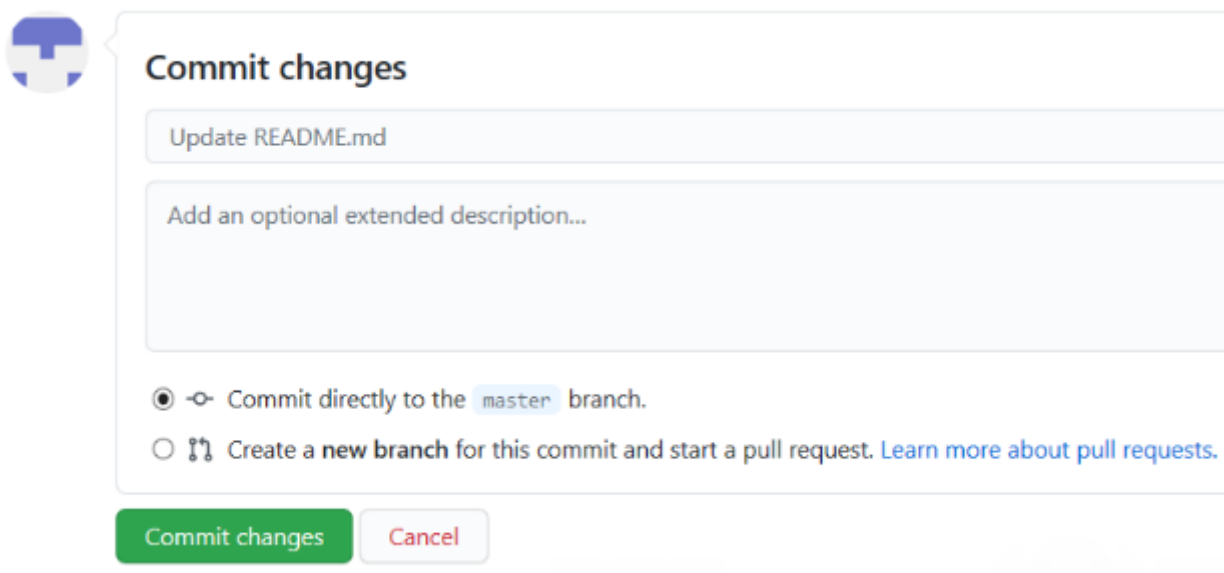 Commit changes
Update README.md
Add an optional extended description...
Commit directly to the master branch.
Create a new branch for this commit and start a pull request. Learn more about pull requests.
Commit changes
Cancel